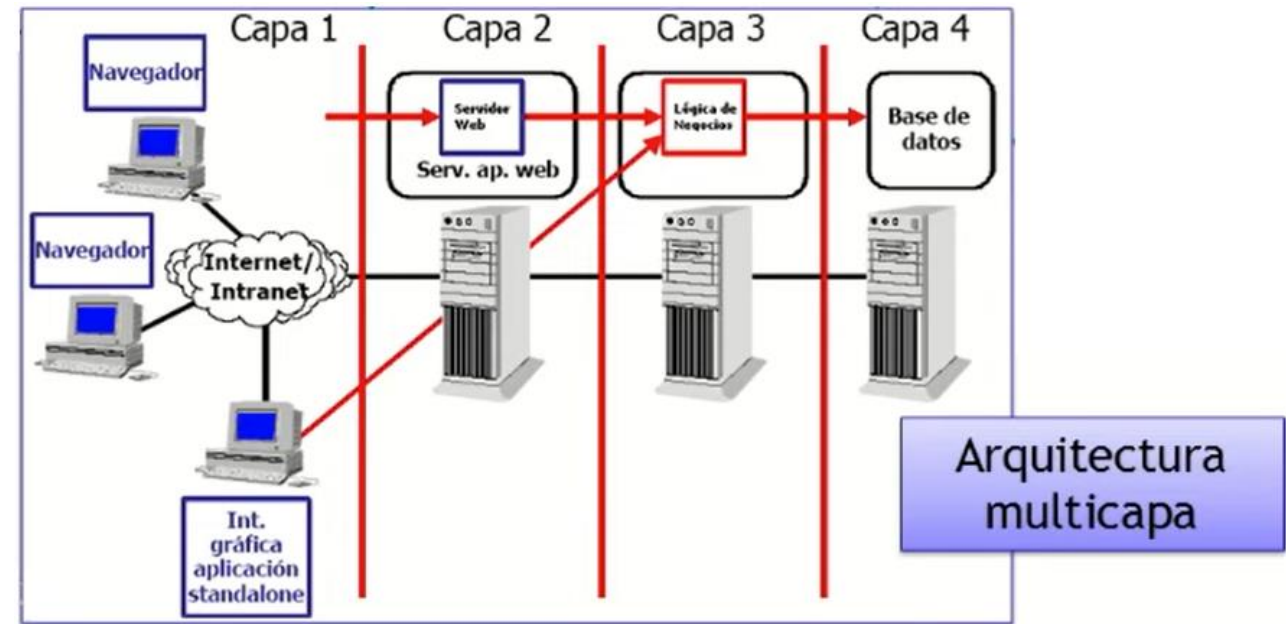 Capa 1
Capa 2
Capa 3
Capa 4
Navegador
Servidor
Web
Serv. ap. web
Lógica de
Negocios
Base de
datos
Navegador
Internet/
Intranet
Int.
gráfica
aplicación
standalone
Arquitectura
multicapa